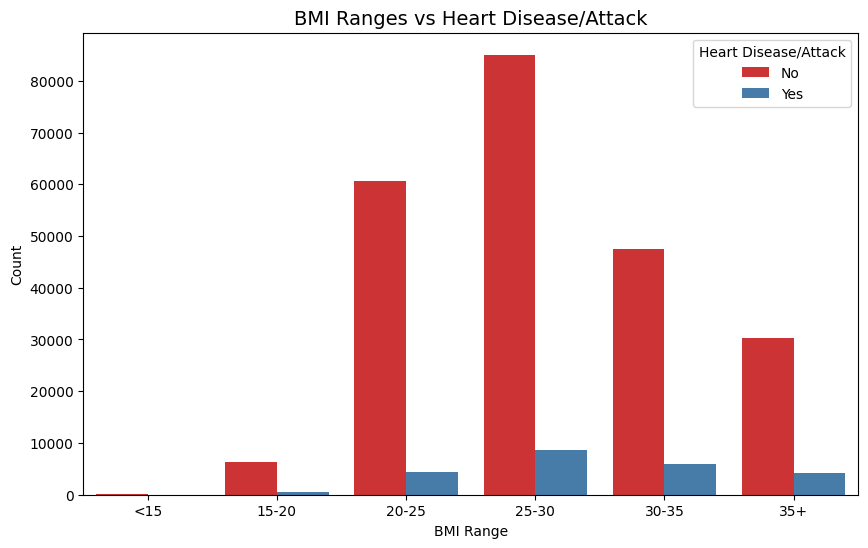 BMI Ranges vs Heart Disease/Attack
Heart Disease/Attack
No
Yes
Count
80000
70000
60000
50000
40000
30000
20000
10000
0
<15
15-20
20-25
25-30
30-35
35+
BMI Range